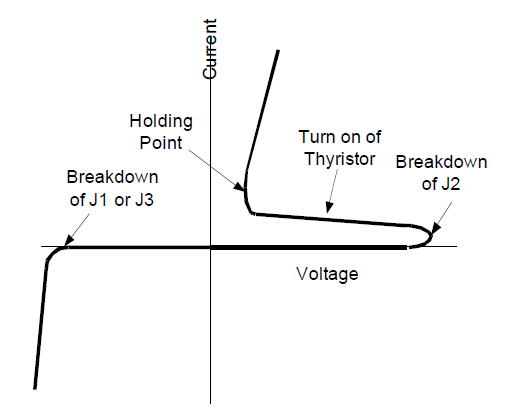 Current
Holding
Point
Turn on of
Thyristor
Breakdown
of J2
Breakdown
of J1 or J3
Voltage